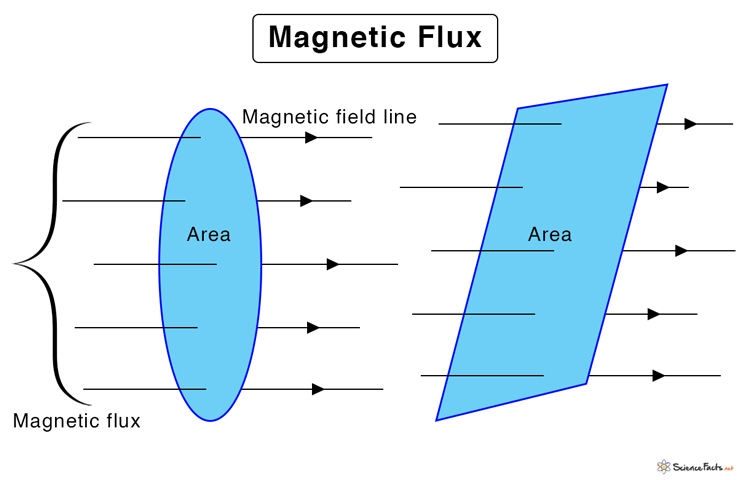 Magnetic Flux
Magnetic field line
Area
Area
Magnetic flux
ScienceFacts.net